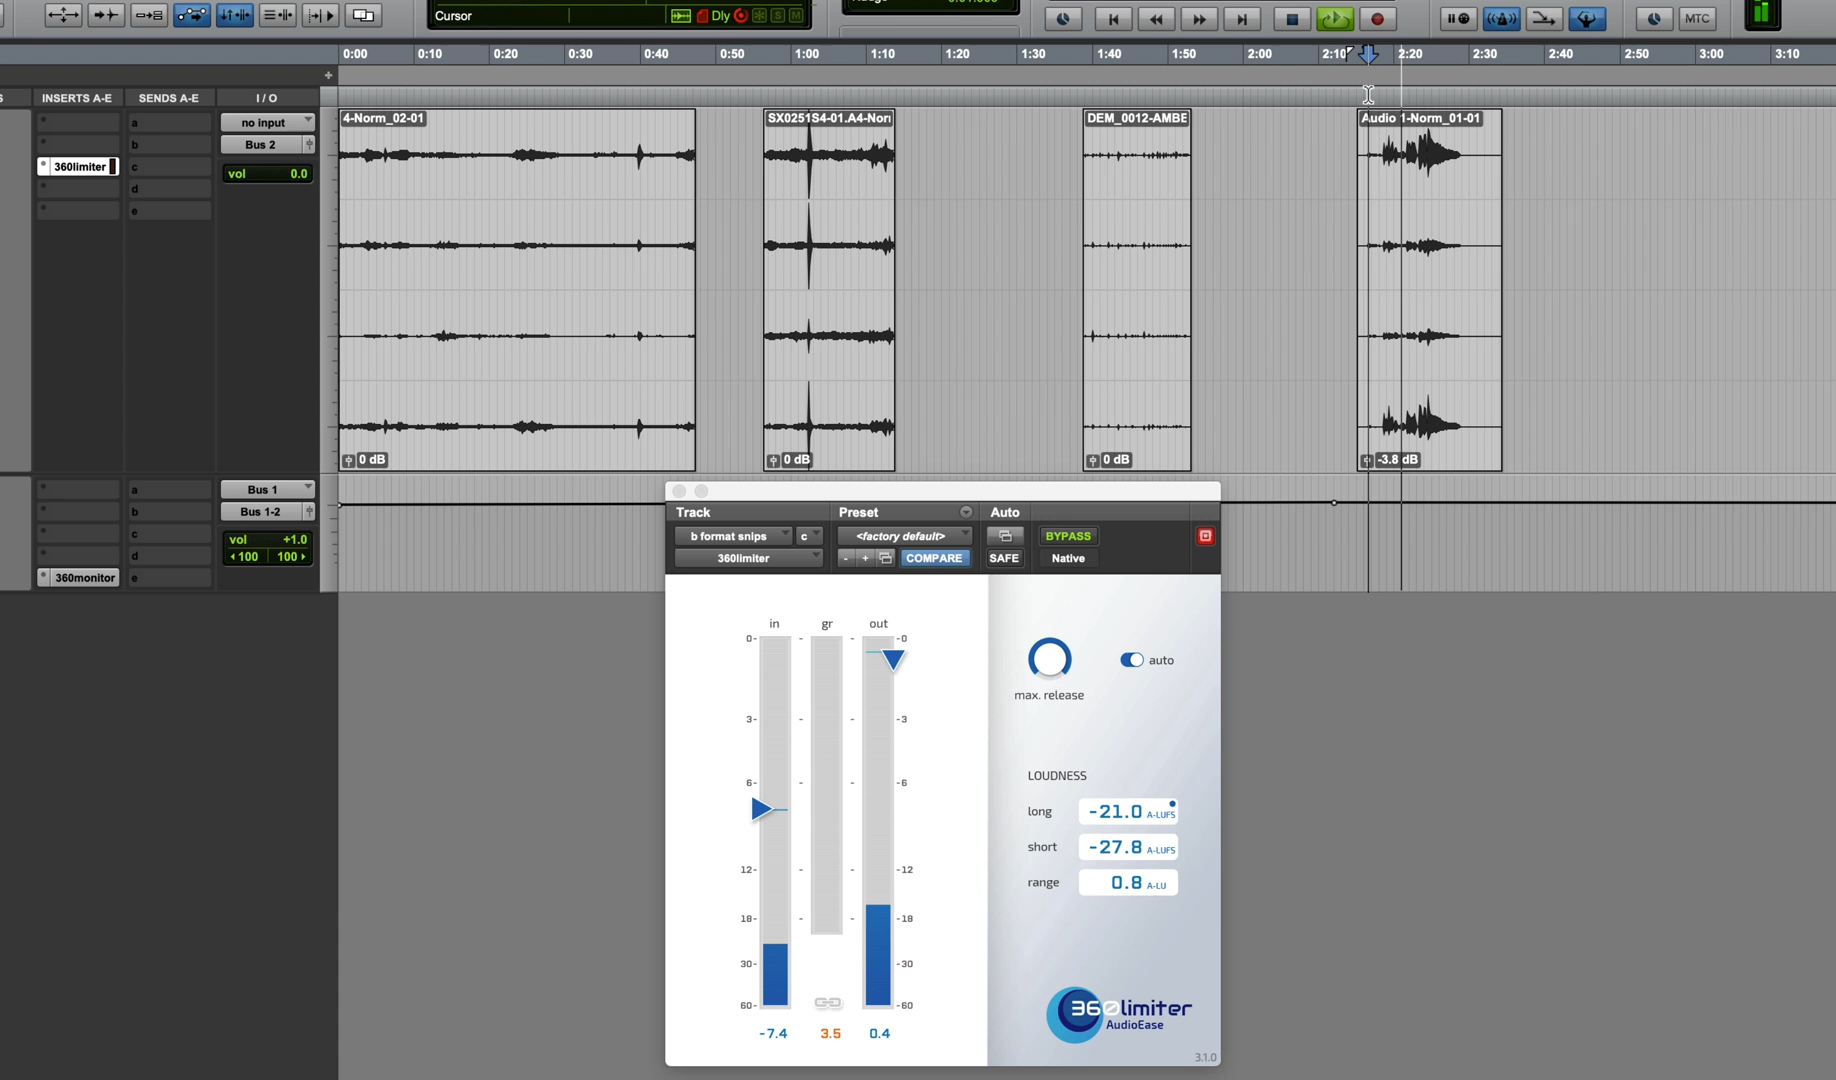 Cursor
Dly
S
M
MTC
0:00 0:10 0:20 0:30 0:40 0:50 1:00 1:10 1:20 1:30 1:40 1:50 2:00 2:10 2:20 2:30 2:40 2:50 3:00 3:10
+
S
INSERTS A-E SENDS A-E I / O
a
b
c
d
e
no input
Bus 2
vol 0.0
360limiter
4-Norm_02-01
SX0251S4-01.A4-Nor
DEM_0012-AMBE
Audio 1-Norm_01-01
0 dB
0 dB
0 dB
-3.8 dB
a
b
c
d
e
Bus 1
Bus 1-2
vol +1.0
100 100
360monitor
Track Preset Auto
b format snips c <factory default> BYPASS
360limiter - + COMPARE SAFE Native
in gr out
0- - - -0
3- - - -3
6- - - -6
12- - - -12
18- - - -18
30- -30
60- -60
-7.4 3.5 0.4
max. release
auto
LOUDNESS
long -21.0 A-LUFS
short -27.8 A-LUFS
range 0.8 A-LU
360limiter
AudioEase
3.1.0